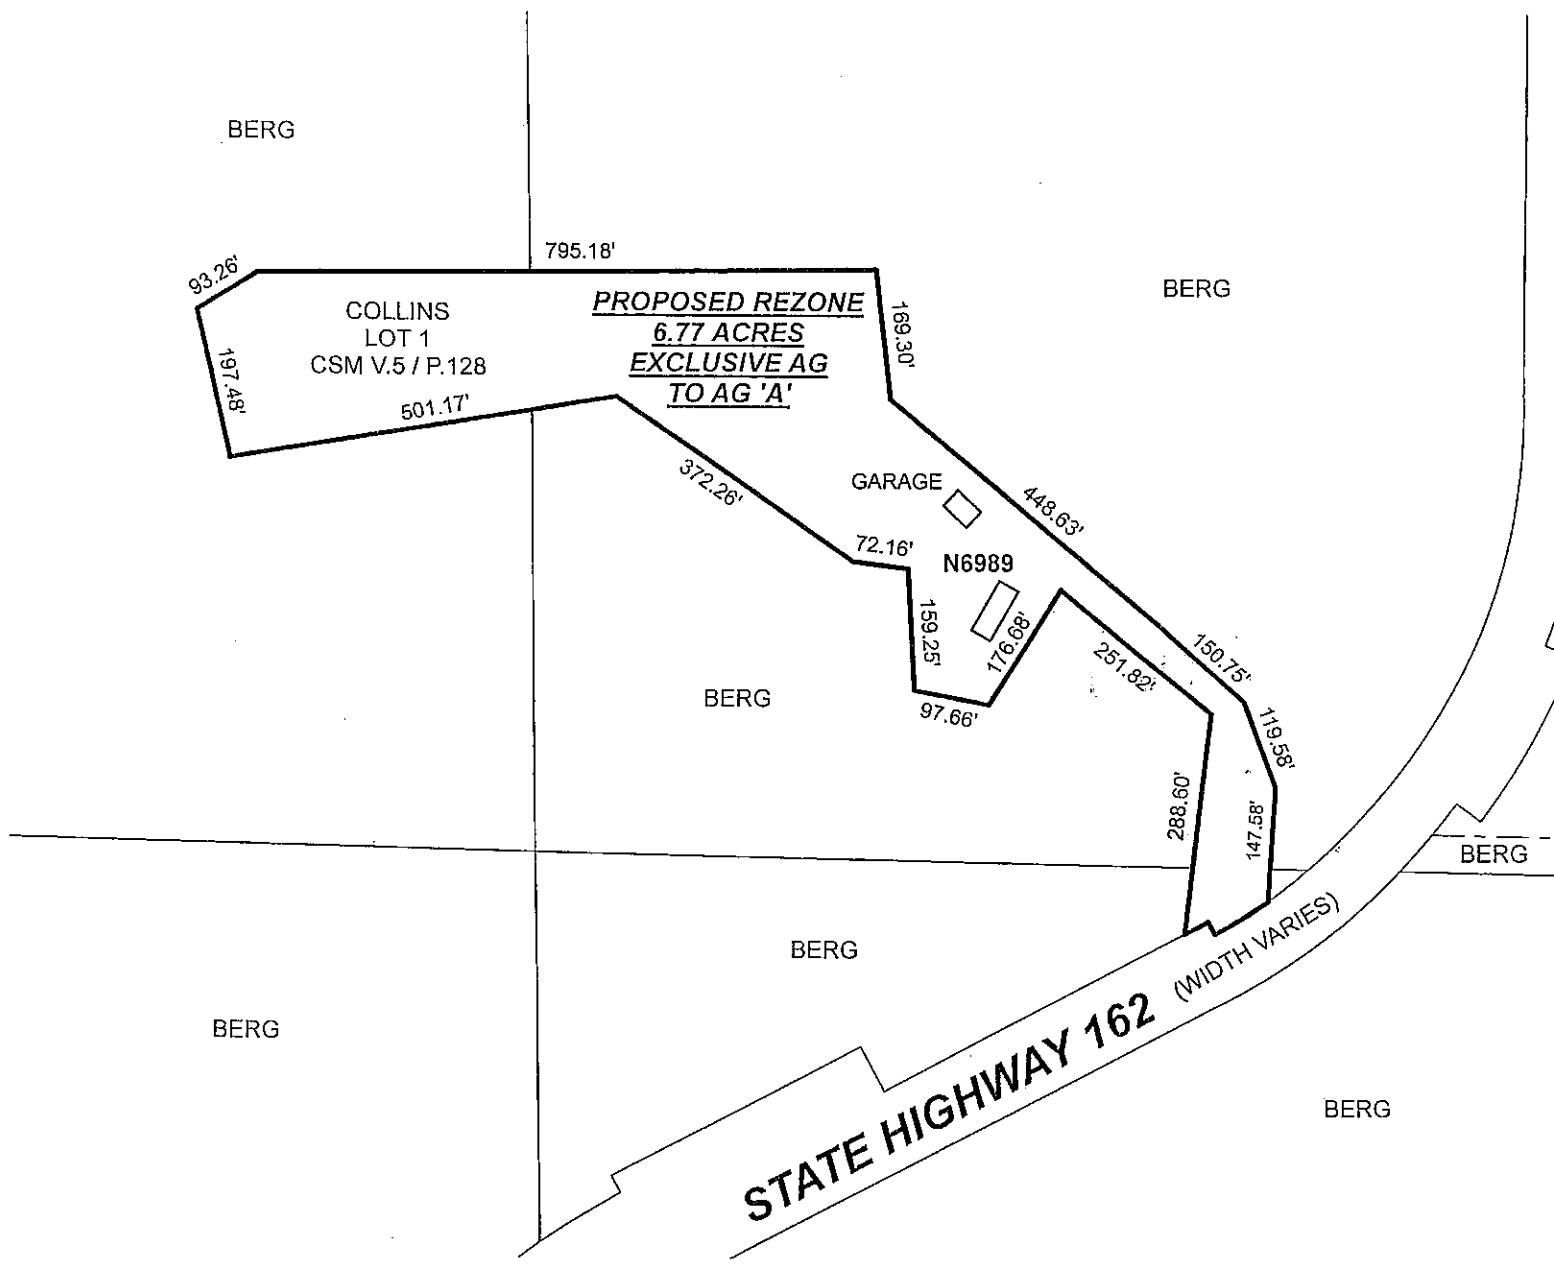 BERG
795.18'
93.26'
BERG
COLLINS
LOT 1
CSM V.5 / P.128
PROPOSED REZONE
6.77 ACRES
EXCLUSIVE AG
TO AG 'A'
169.30'
197.48'
501.17'
372.26'
GARAGE
448.63'
72.16'
N6989
159.25'
176.68'
251.82'
150.75'
BERG
97.66'
119.58'
288.60'
147.58'
BERG
BERG
BERG
STATE HIGHWAY 162
(WIDTH VARIES)
BERG